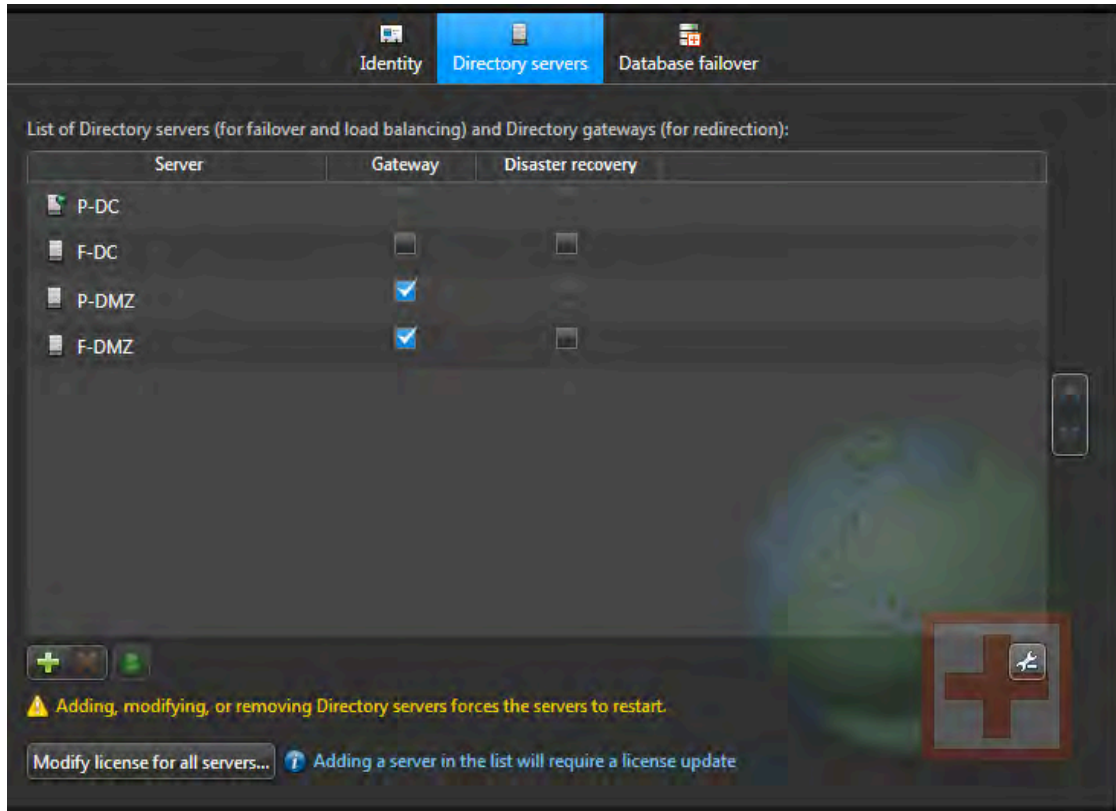 Identity Directory servers Database failover
List of Directory servers (for failover and load balancing) and Directory gateways (for redirection):
Server Gateway Disaster recovery
P-DC
F-DC
P-DMZ
F-DMZ
Adding, modifying, or removing Directory servers forces the servers to restart.
Modify license for all servers... Adding a server in the list will require a license update